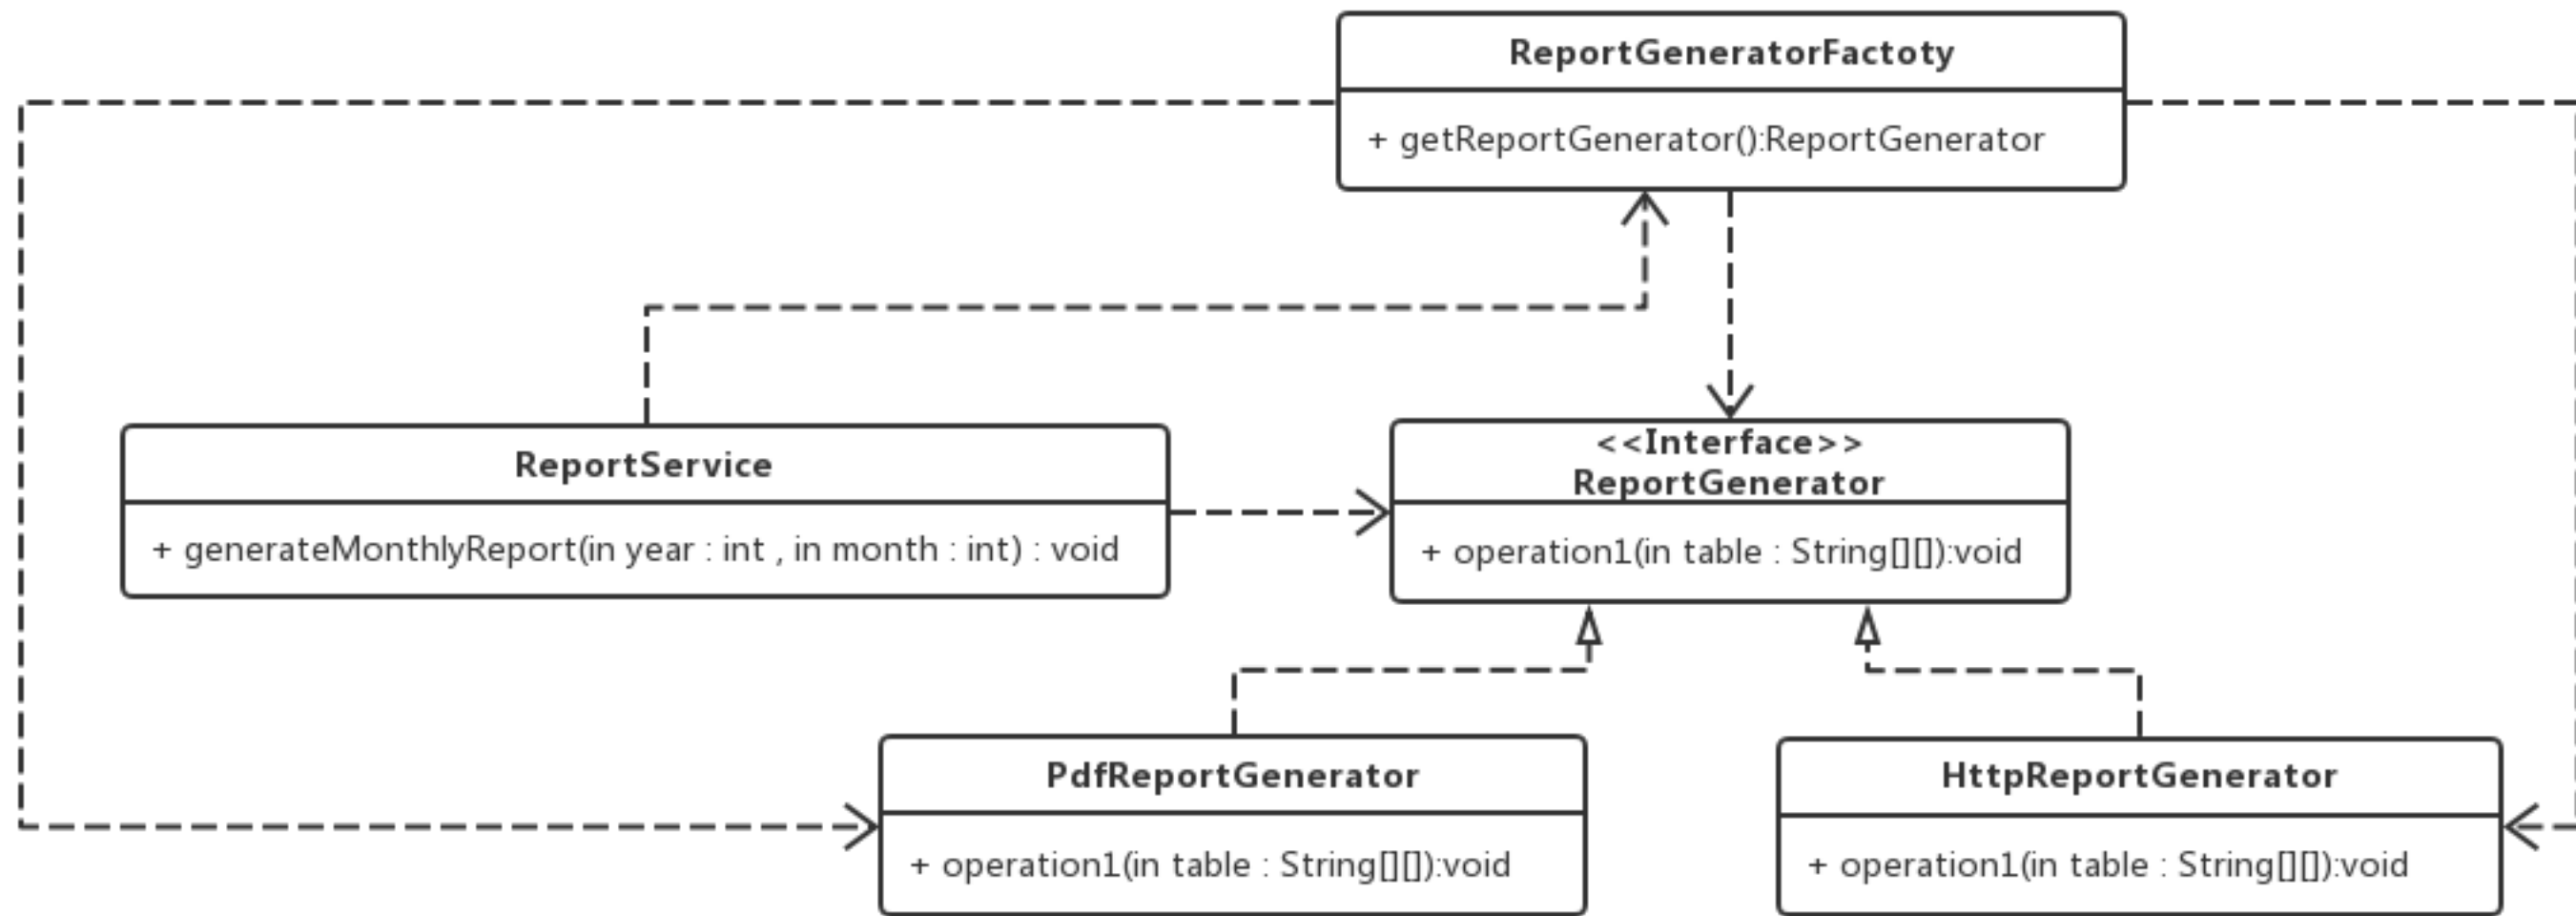 ReportGeneratorFactoty
+ getReportGenerator():ReportGenerator
ReportService
+ generateMonthlyReport(in year : int , in month : int) : void
<<Interface>>
ReportGenerator
+ operation1(in table : String[][]):void
PdfReportGenerator
+ operation1(in table : String[][]):void
HttpReportGenerator
+ operation1(in table : String[][]):void